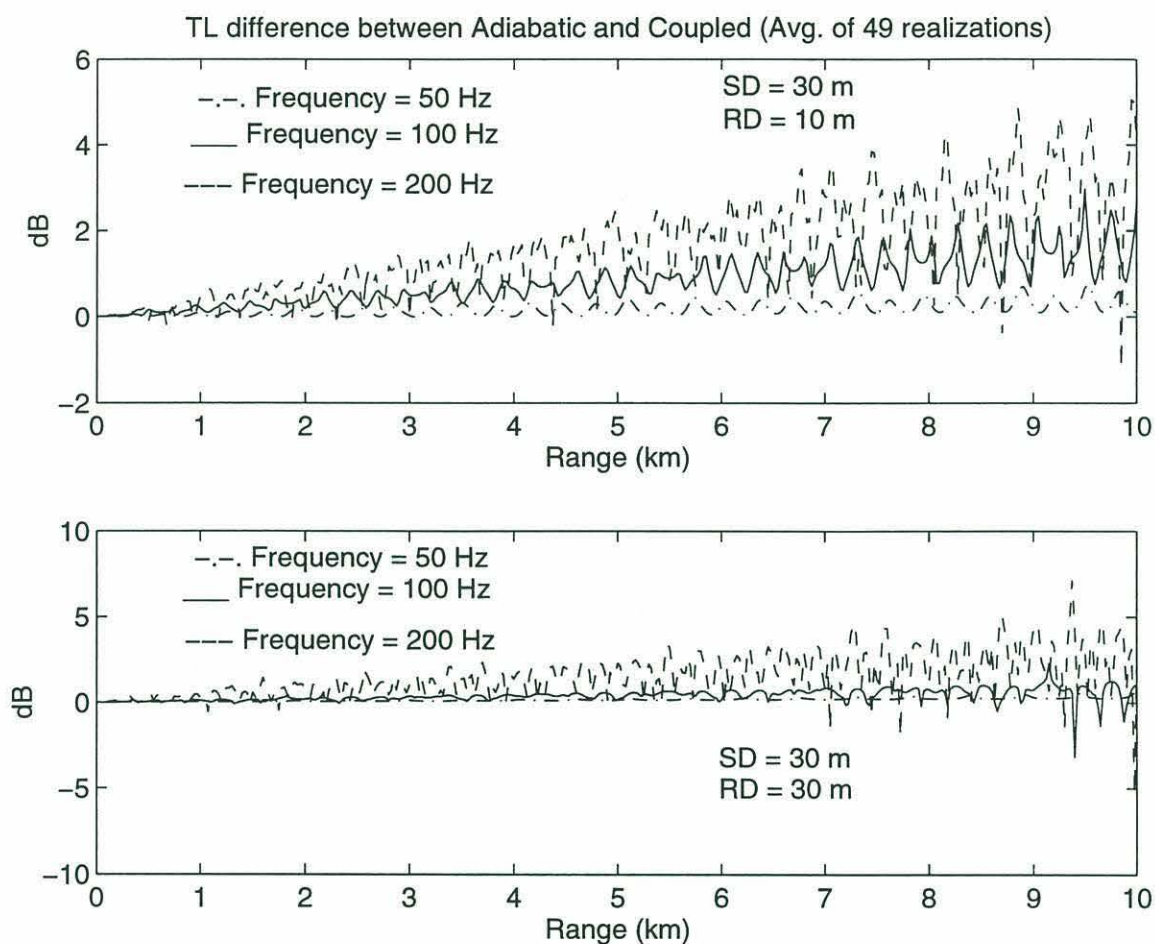 TL difference between Adiabatic and Coupled (Avg. of 49 realizations)
6
4
2
0
−2
dB
-.-. Frequency = 50 Hz
___ Frequency = 100 Hz
--- Frequency = 200 Hz
SD = 30 m
RD = 10 m
0 1 2 3 4 5 6 7 8 9 10
Range (km)
10
5
0
−5
−10
dB
-.-. Frequency = 50 Hz
___ Frequency = 100 Hz
--- Frequency = 200 Hz
SD = 30 m
RD = 30 m
0 1 2 3 4 5 6 7 8 9 10
Range (km)